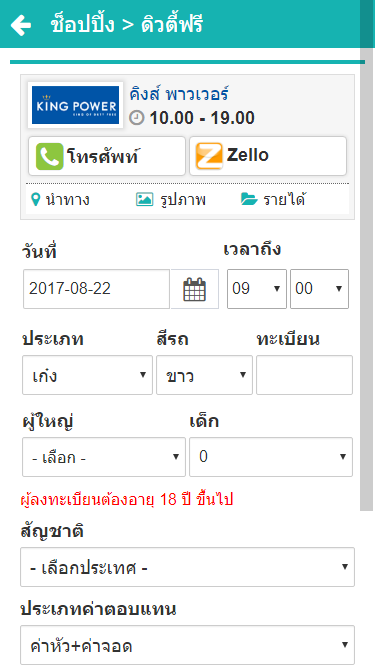 ช็อปปิ้ง > ดิวตี้ฟรี
KING POWER
คิงส์ พาวเวอร์
10.00 - 19.00
โทรศัพท์
Zello
นำทาง
รูปภาพ
รายได้
วันที่
เวลาถึง
2017-08-22
09
00
ประเภท
สีรถ
ทะเบียน
เก๋ง
ขาว
ผู้ใหญ่
เด็ก
- เลือก -
0
ผู้ลงทะเบียนต้องอายุ 18 ปี ขึ้นไป
สัญชาติ
- เลือกประเทศ -
ประเภทค่าตอบแทน
ค่าหัว+ค่าจอด